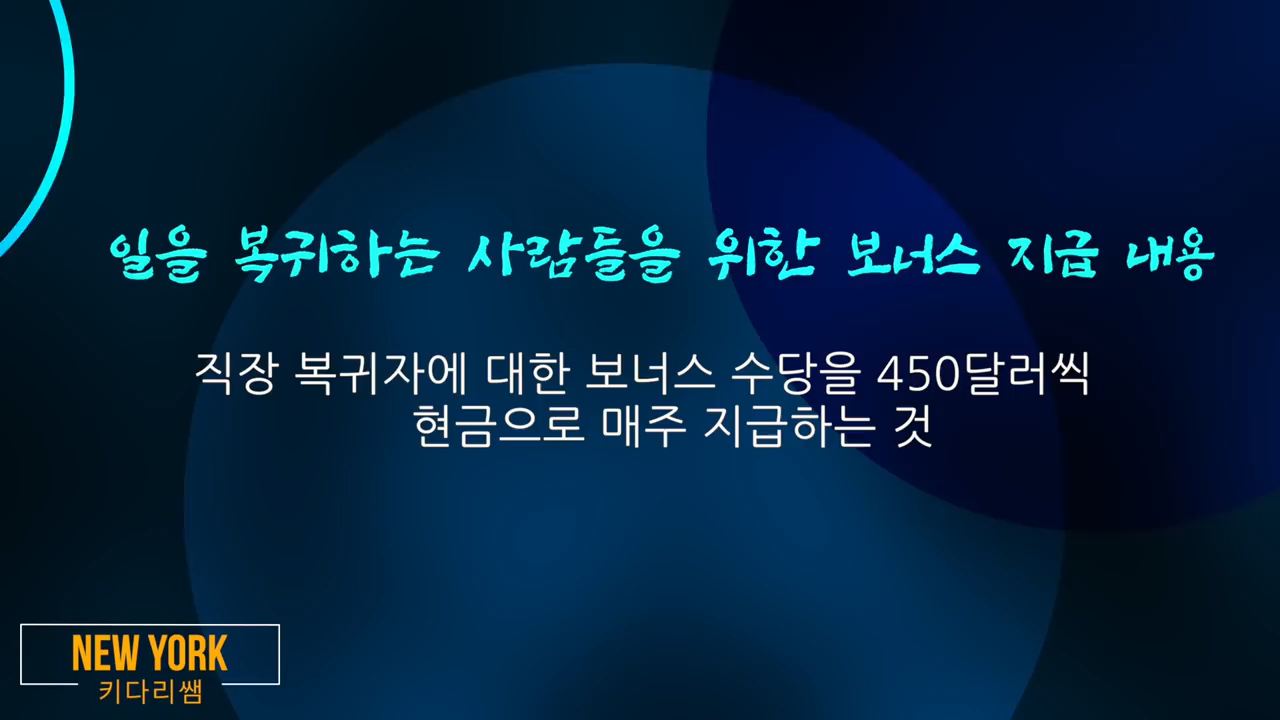 일을 복귀하는 사람들을 위한 보너스 지급 내용
직장 복귀자에 대한 보너스 수당을 450달러씩
현금으로 매주 지급하는 것
NEW YORK
키다리쌤